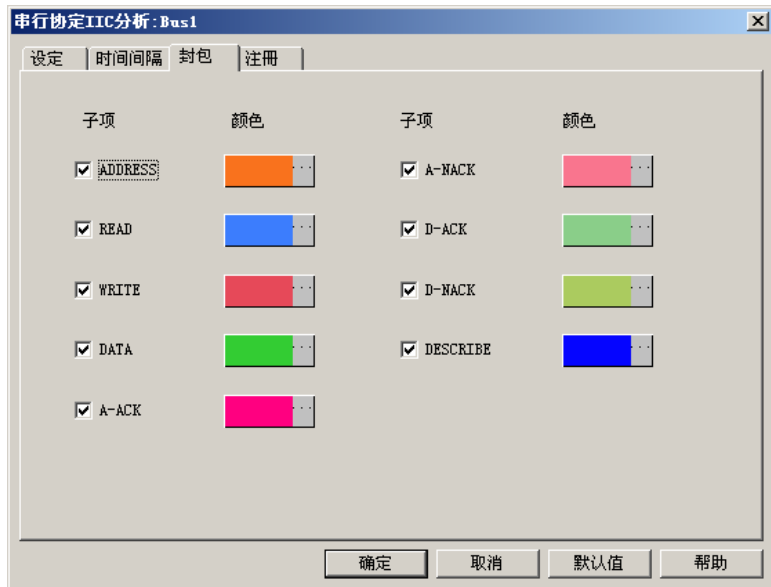 串行协定IIC分析:Bus1
设定 时间间隔 封包 注冊
子项 颜色 子项 颜色
ADDRESS ... A-NACK ...
READ ... D-ACK ...
WRITE ... D-NACK ...
DATA ... DESCRIBE ...
A-ACK ...
确定 取消 默认值 帮助